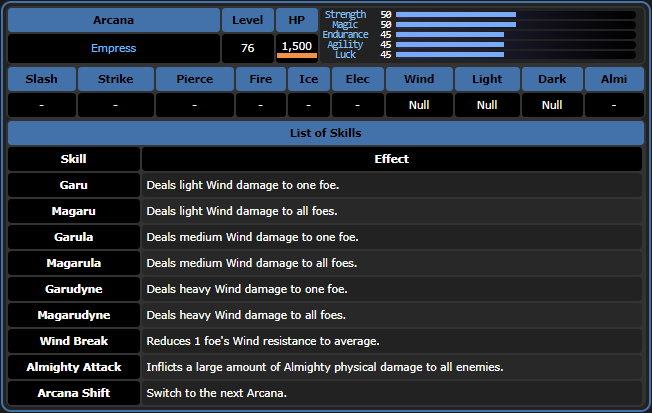 Arcana Level HP
Empress 76 1,500
Strength 50
Magic 50
Endurance 45
Agility 45
Luck 45
Slash Strike Pierce Fire Ice Elec Wind Light Dark Almi
- - - - - - Null Null Null -
List of Skills
Skill Effect
Garu Deals light Wind damage to one foe.
Magaru Deals light Wind damage to all foes.
Garula Deals medium Wind damage to one foe.
Magarula Deals medium Wind damage to all foes.
Garudyne Deals heavy Wind damage to one foe.
Magarudyne Deals heavy Wind damage to all foes.
Wind Break Reduces 1 foe's Wind resistance to average.
Almighty Attack Inflicts a large amount of Almighty physical damage to all enemies.
Arcana Shift Switch to the next Arcana.